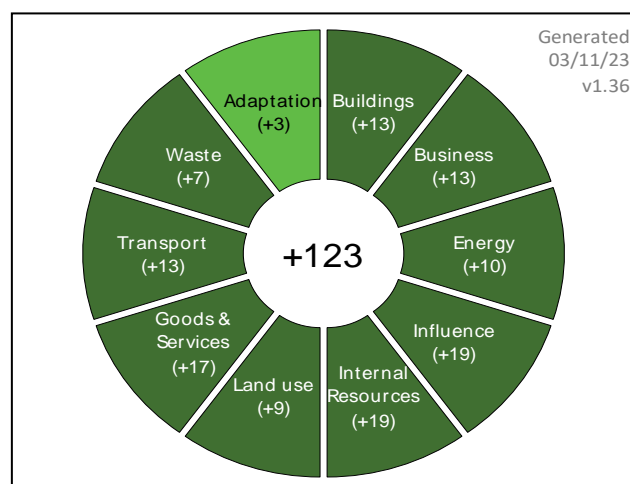 Generated
03/11/23
v1.36
Adaptation
(+3)
Buildings
(+13)
Business
(+13)
Energy
(+10)
Influence
(+19)
Internal
Resources
(+19)
Land use
(+9)
Goods &
Services
(+17)
Transport
(+13)
Waste
(+7)
+123